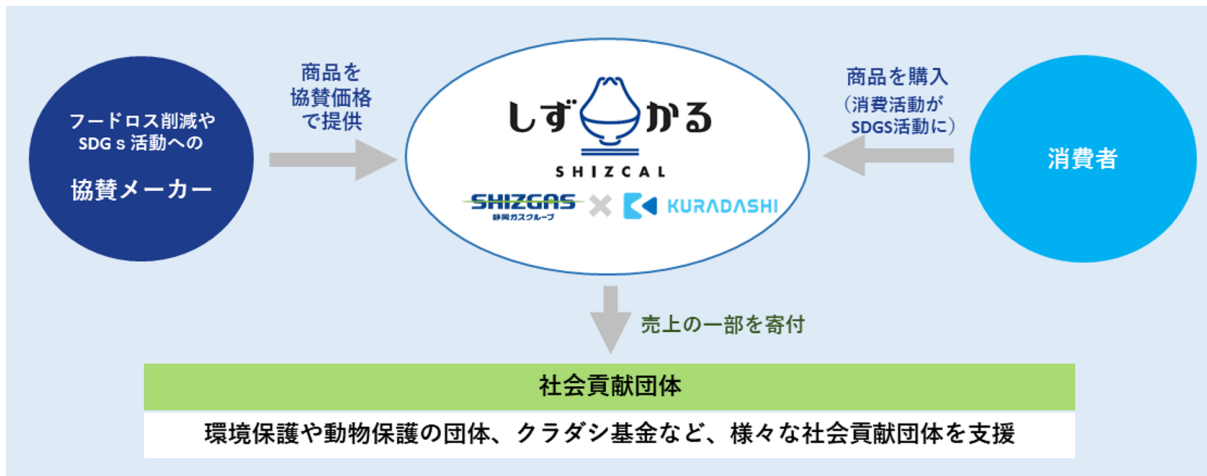 フードロス削減や
SDGｓ活動への
協賛メーカー
商品を
協賛価格
で提供
しずかる
SHIZCAL
SHIZGAS
静岡ガスグループ
KURADASHI
商品を購入
（消費活動が
SDGS活動に）
消費者
売上の一部を寄付
社会貢献団体
環境保護や動物保護の団体、クラダシ基金など、様々な社会貢献団体を支援